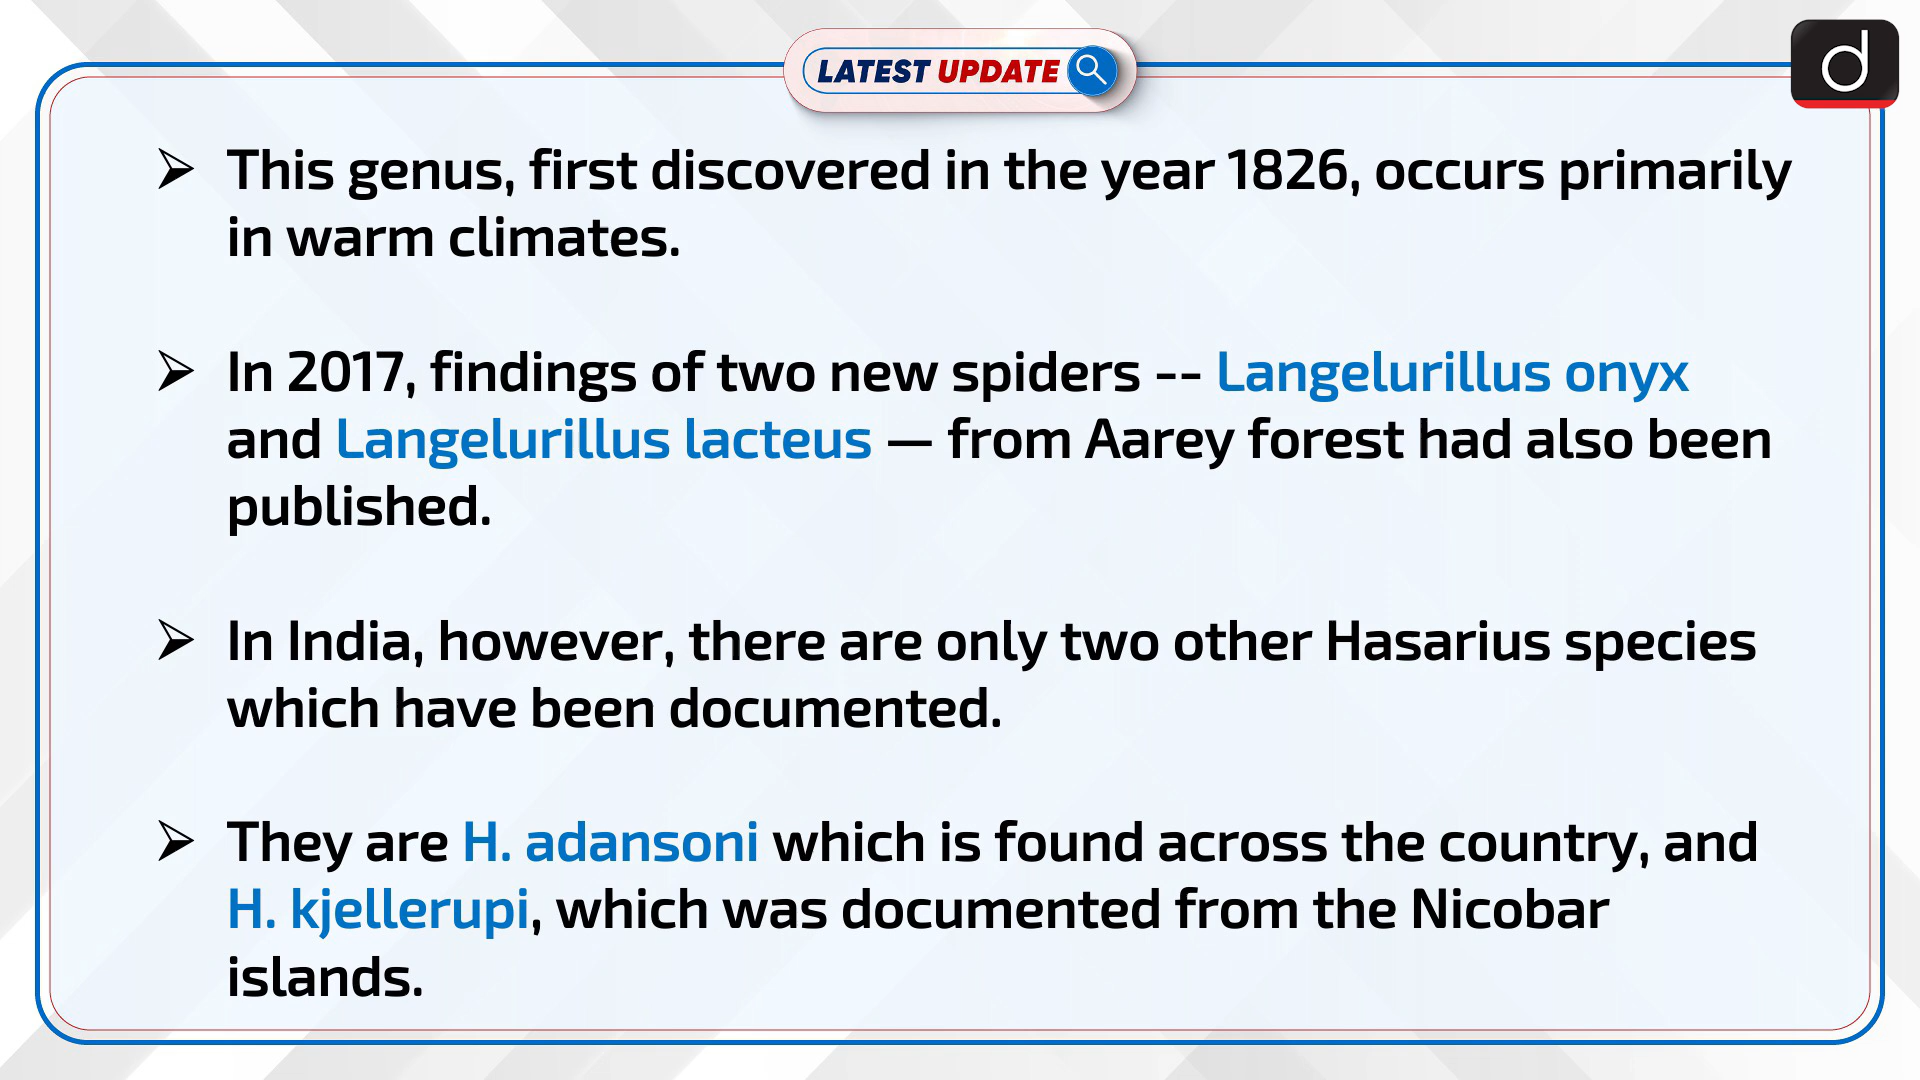 LATEST UPDATE
d
➢ This genus, first discovered in the year 1826, occurs primarily
in warm climates.
➢ In 2017, findings of two new spiders -- Langelurillus onyx
and Langelurillus lacteus — from Aarey forest had also been
published.
➢ In India, however, there are only two other Hasarius species
which have been documented.
➢ They are H. adansoni which is found across the country, and
H. kjellerupi, which was documented from the Nicobar
islands.